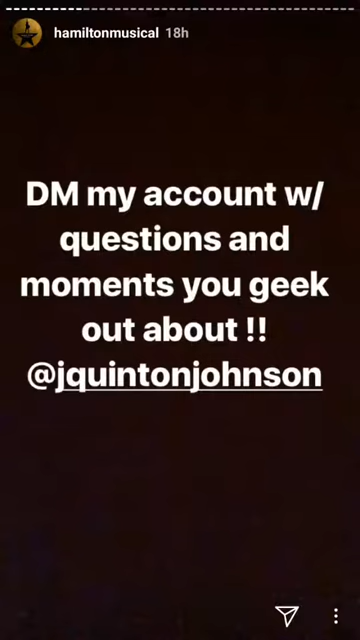 hamiltonmusical 18h
DM my account w/
questions and
moments you geek
out about !!
@jquintonjohnson